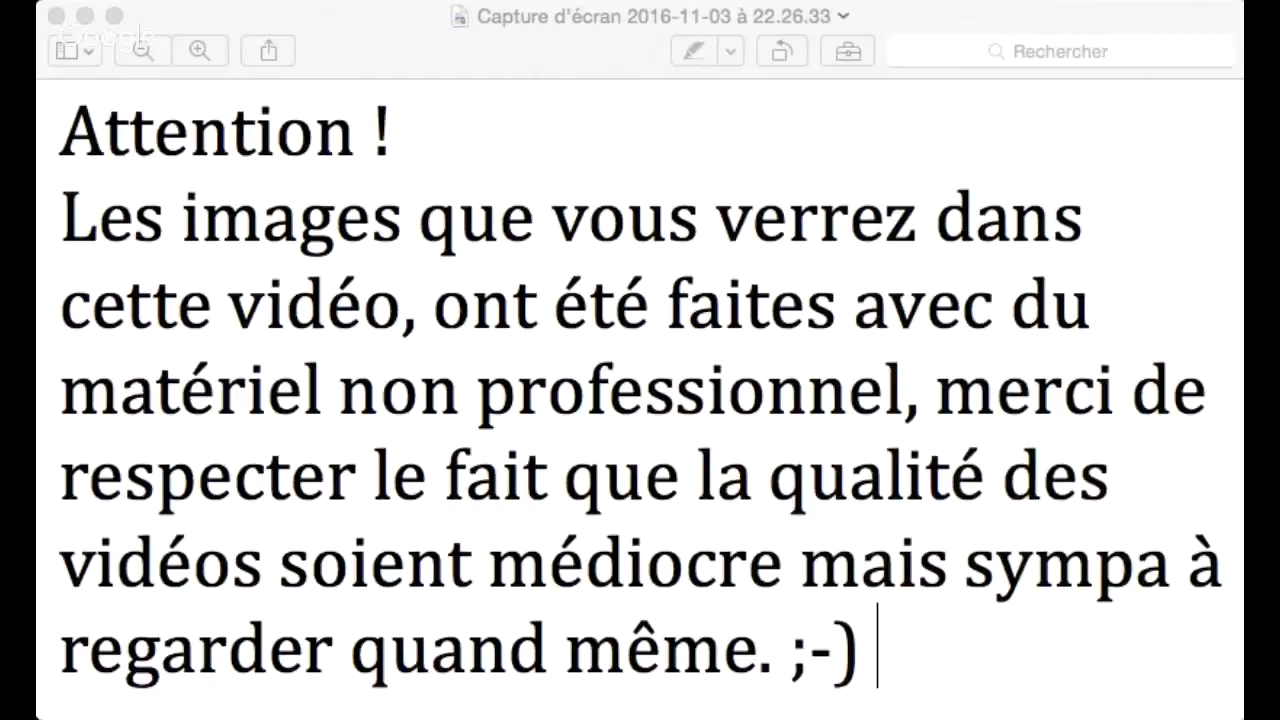 Capture d’écran 2016-11-03 à 22.26.33
Google
Rechercher
Attention !
Les images que vous verrez dans
cette vidéo, ont été faites avec du
matériel non professionnel, merci de
respecter le fait que la qualité des
vidéos soient médiocre mais sympa à
regarder quand même. ;-)